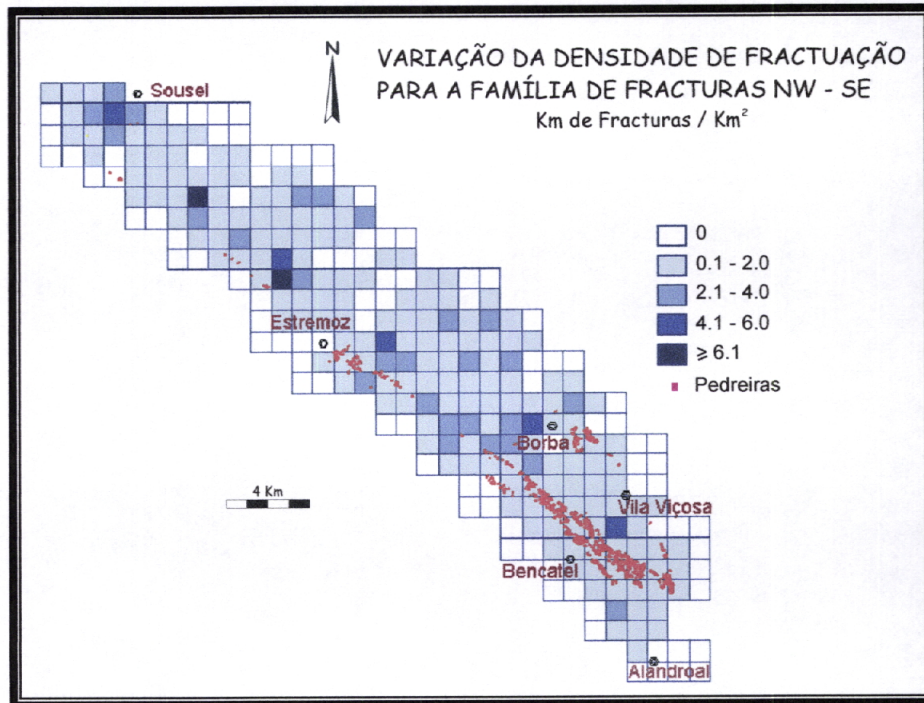 N
VARIAÇÃO DA DENSIDADE DE FRACTUAÇÃO
PARA A FAMÍLIA DE FRACTURAS NW - SE
Km de Fracturas / Km²
Sousel
0
0.1 - 2.0
2.1 - 4.0
4.1 - 6.0
⩾ 6.1
Pedreiras
Estremoz
Borba
4 Km
Vila Viçosa
Bencatel
Alandroal